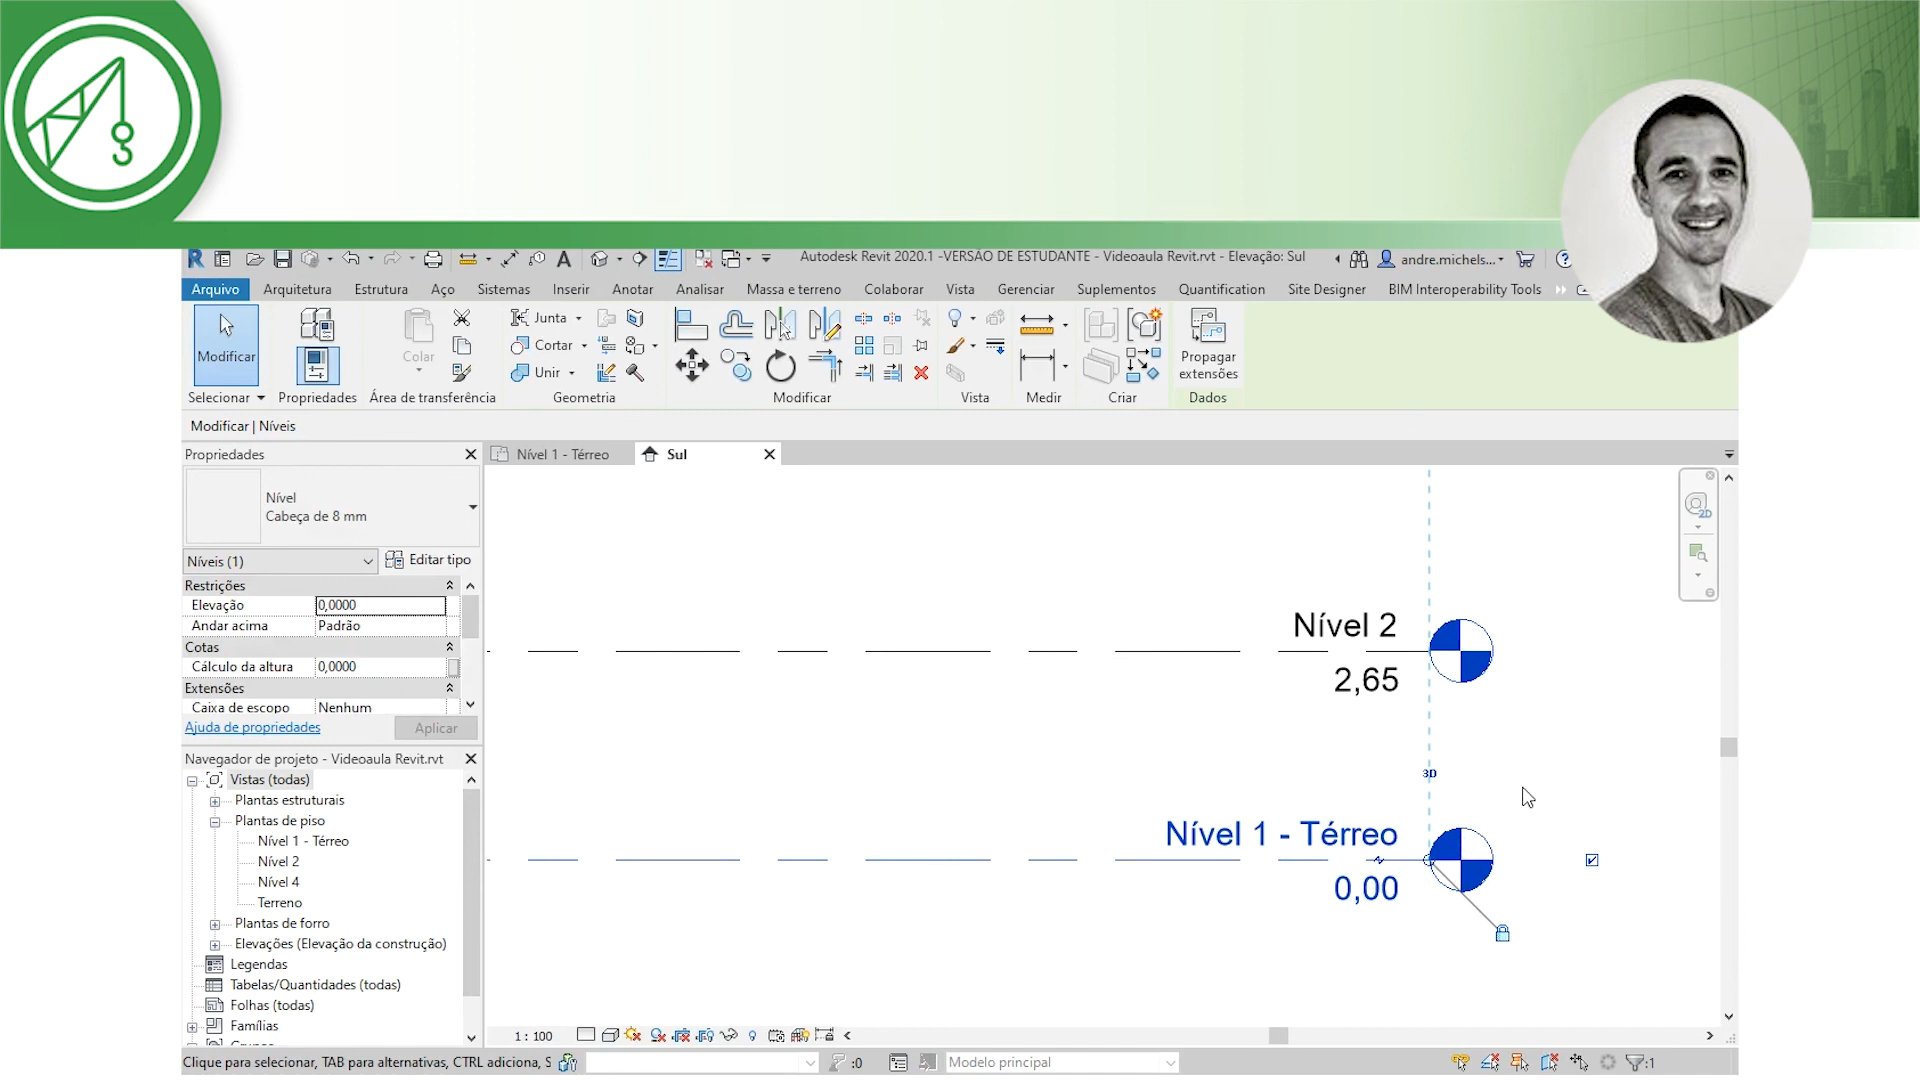 Autodesk Revit 2020.1 -VERSÃO DE ESTUDANTE - Videoaula Revit.rvt - Elevação: Sul
andre.michels...
Arquivo Arquitetura Estrutura Aço Sistemas Inserir Anotar Analisar Massa e terreno Colaborar Vista Gerenciar Suplementos Quantification Site Designer BIM Interoperability Tools
Modificar
Colar
Junta
Cortar
Unir
Propagar
extensões
Selecionar Propriedades Área de transferência Geometria Modificar Vista Medir Criar Dados
Modificar | Níveis
Propriedades
Nível 1 - Térreo
Sul
Nível
Cabeça de 8 mm
Níveis (1)
Editar tipo
Restrições
Elevação 0,0000
Andar acima Padrão
Cotas
Cálculo da altura 0,0000
Extensões
Caixa de escopo Nenhum
Ajuda de propriedades
Aplicar
Navegador de projeto - Videoaula Revit.rvt
Vistas (todas)
Plantas estruturais
Plantas de piso
Nível 1 - Térreo
Nível 2
Nível 4
Terreno
Plantas de forro
Elevações (Elevação da construção)
Legendas
Tabelas/Quantidades (todas)
Folhas (todas)
Famílias
2D
Nível 2
2,65
3D
Nível 1 - Térreo
0,00
1 : 100
Clique para selecionar, TAB para alternativas, CTRL adiciona, S
:0
Modelo principal
:1